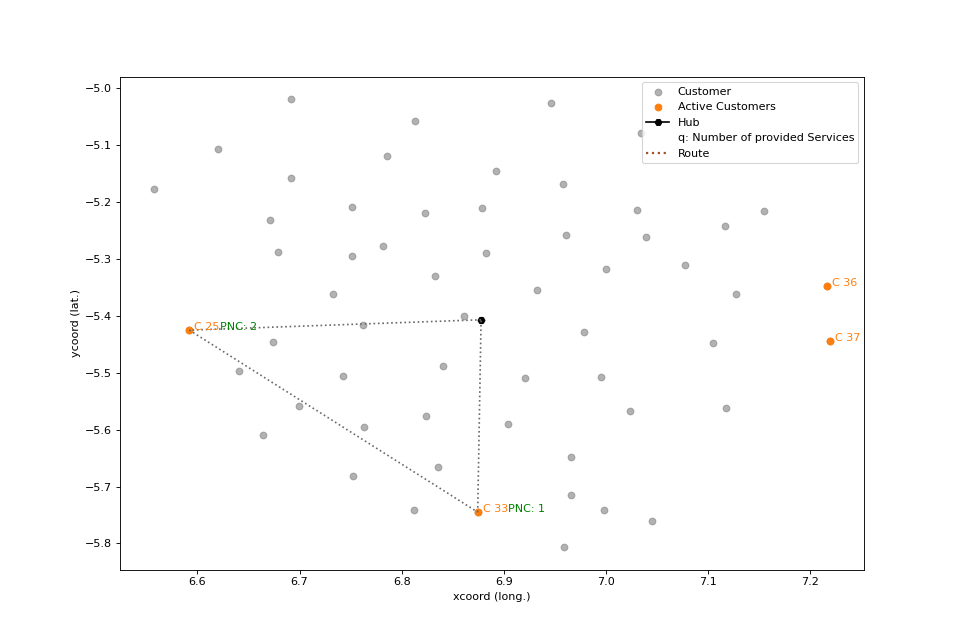 −5.0
−5.1
−5.2
−5.3
−5.4
−5.5
−5.6
−5.7
−5.8
ycoord (lat.)
Customer
Active Customers
Hub
q: Number of provided Services
Route
C 36
C 37
C 25 PNC: 2
C 33 PNC: 1
6.6 6.7 6.8 6.9 7.0 7.1 7.2
xcoord (long.)